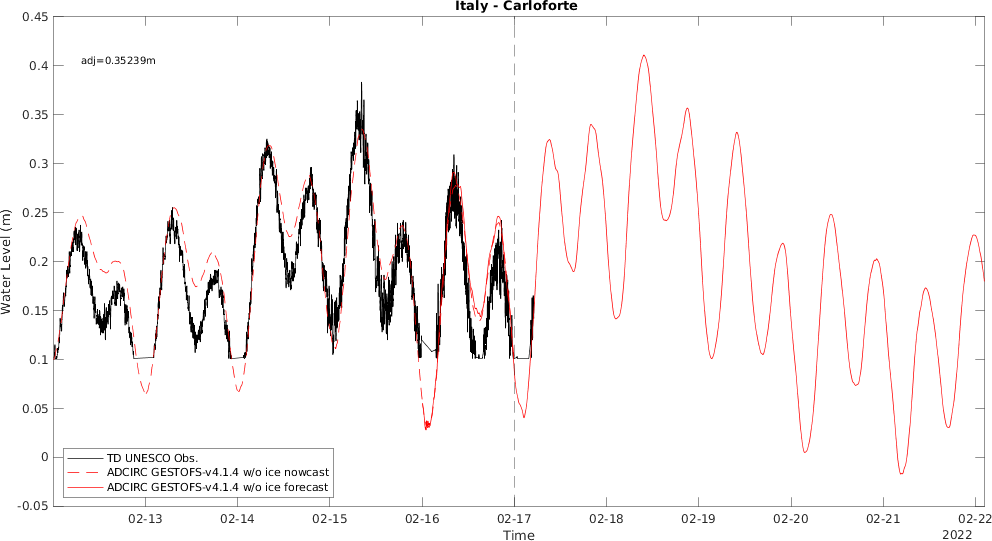 Italy - Carloforte
adj=0.35239m
0.45
0.4
0.35
0.3
0.25
0.2
0.15
0.1
0.05
0
-0.05
Water Level (m)
TD UNESCO Obs.
ADCIRC GESTOFS-v4.1.4 w/o ice nowcast
ADCIRC GESTOFS-v4.1.4 w/o ice forecast
02-13 02-14 02-15 02-16 02-17 02-18 02-19 02-20 02-21 02-22
Time
2022